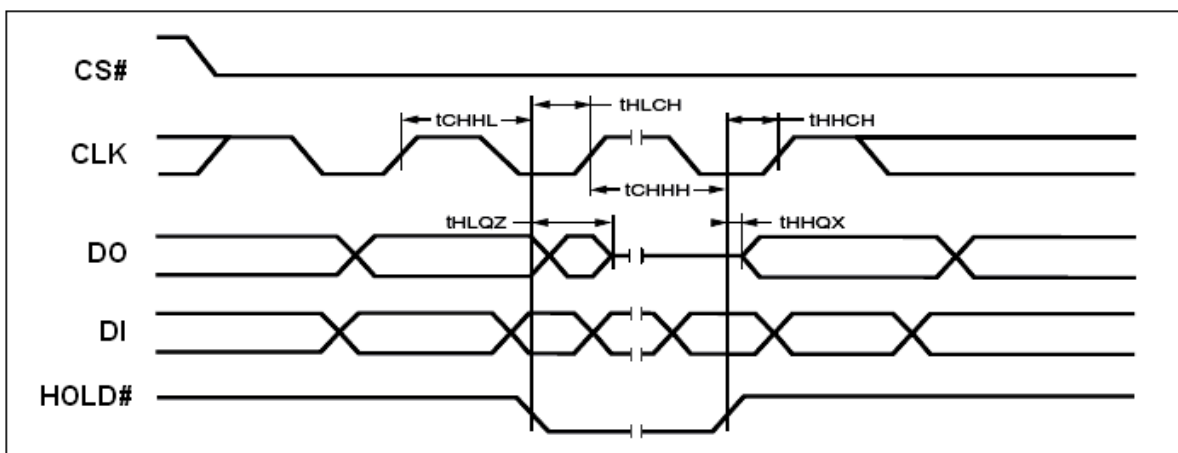 CS#
tHLCH
tCHHL
tHHCH
CLK
tCHHH
tHLQZ
tHHQX
DO
DI
HOLD#